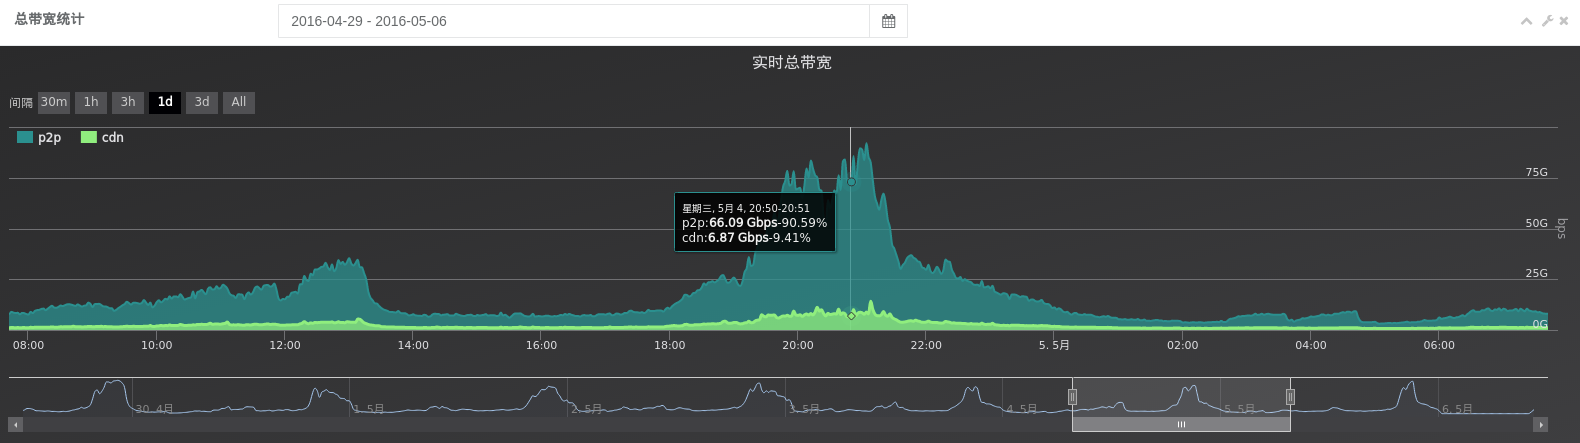 总带宽统计
2016-04-29 - 2016-05-06
实时总带宽
间隔 30m 1h 3h 1d 3d All
p2p cdn
75G
50G
25G
0G
bps
星期三, 5月 4, 20:50-20:51
p2p:66.09 Gbps-90.59%
cdn:6.87 Gbps-9.41%
08:00 10:00 12:00 14:00 16:00 18:00 20:00 22:00 5. 5月 02:00 04:00 06:00
30. 4月 1. 5月 2. 5月 3. 5月 4. 5月 5. 5月 6. 5月